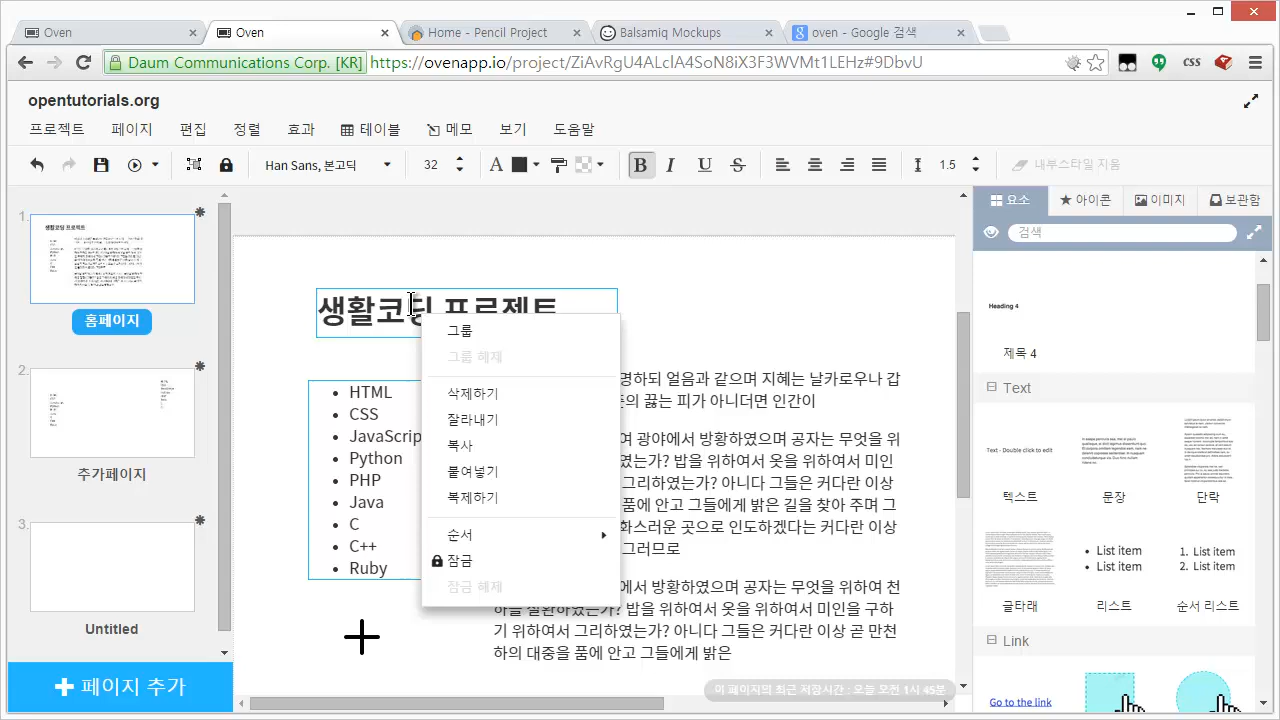 Oven
Oven
Home - Pencil Project
Balsamiq Mockups
oven - Google 검색
Daum Communications Corp. [KR]
https://ovenapp.io/project/ZiAvRgU4ALcIA4SoN8iX3F3WVMt1LEHz#9DbvU
CSS
opentutorials.org
프로젝트
페이지
편집
정렬
효과
테이블
메모
보기
도움말
Han Sans, 본고딕
32
A
B
I
U
S
1.5
내부스타일 지움
1.
생활코딩 프로젝트
홈페이지
2.
추가페이지
3.
Untitled
페이지 추가
생활코딩 프로젝트
HTML
CSS
JavaScrip
Python
PHP
Java
C
C++
Ruby
그룹
그룹 해제
삭제하기
잘라내기
복사
붙여넣기
복제하기
순서
잠금
잠금 해제
명하되 얼음과 같으며 지혜는 날카로우나 갑
의 끓는 피가 아니더면 인간이
여 광야에서 방황하였으며 공자는 무엇을 위
였는가? 밥을 위하여서 옷을 위하여서 미인
그리하였는가? 아니다 그들은 커다란 이상
품에 안고 그들에게 밝은 길을 찾아 주며 그
화스러운 곳으로 인도하겠다는 커다란 이상
그러므로
에서 방황하였으며 공자는 무엇을 위하여 천
하를 철환하였는가? 밥을 위하여서 옷을 위하여서 미인을 구하
기 위하여서 그리하였는가? 아니다 그들은 커다란 이상 곧 만천
하의 대중을 품에 안고 그들에게 밝은
이 페이지의 최근 저장시간 : 오늘 오전 1시 45분
요소
아이콘
이미지
보관함
검색
Heading 4
제목 4
Text
Text - Double click to edit
텍스트
문장
단락
글타래
List item
List item
리스트
1. List item
2. List item
순서 리스트
Link
Go to the link